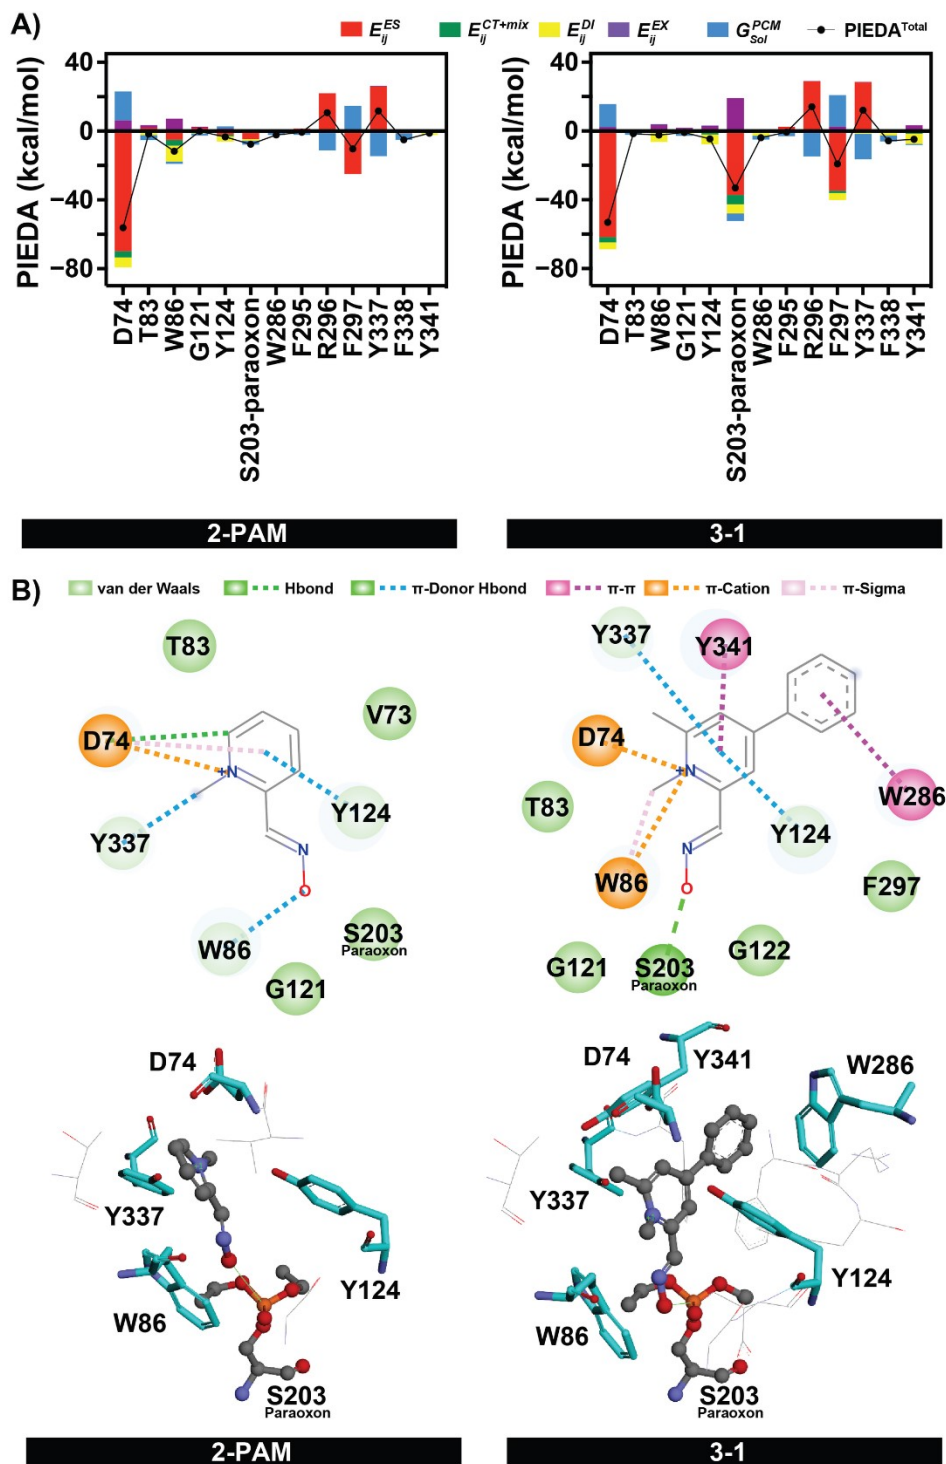 A)
E_ij^ES E_ij^CT+mix E_ij^DI E_ij^EX G_Sol^PCM PIEDA^Total
PIEDA (kcal/mol)
40
0
−40
−80
D74
T83
W86
G121
Y124
S203-paraoxon
W286
F295
R296
F297
Y337
F338
Y341
2-PAM
PIEDA (kcal/mol)
40
0
−40
−80
D74
T83
W86
G121
Y124
S203-paraoxon
W286
F295
R296
F297
Y337
F338
Y341
3-1
B)
van der Waals Hbond π-Donor Hbond π-π π-Cation π-Sigma
T83
V73
D74
+N
Y124
Y337
N
O
W86
S203
Paraoxon
G121
Y337
Y341
D74
+N
W286
T83
Y124
N
W86
F297
O
G122
G121
S203
Paraoxon
D74
Y337
Y124
W86
S203
Paraoxon
2-PAM
D74
Y341
W286
Y337
Y124
W86
S203
Paraoxon
3-1